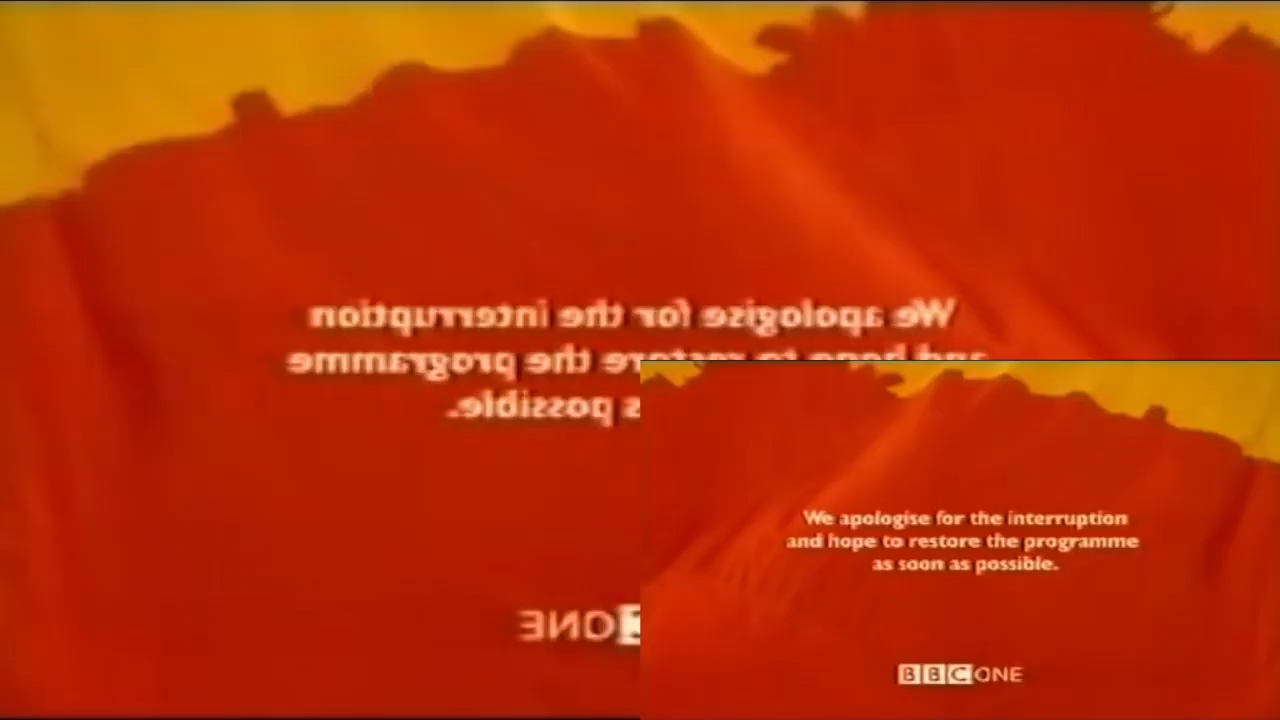 We apologise for the interruption
and hope to restore the programme
possible.
ONE
We apologise for the interruption
and hope to restore the programme
as soon as possible.
BBC ONE